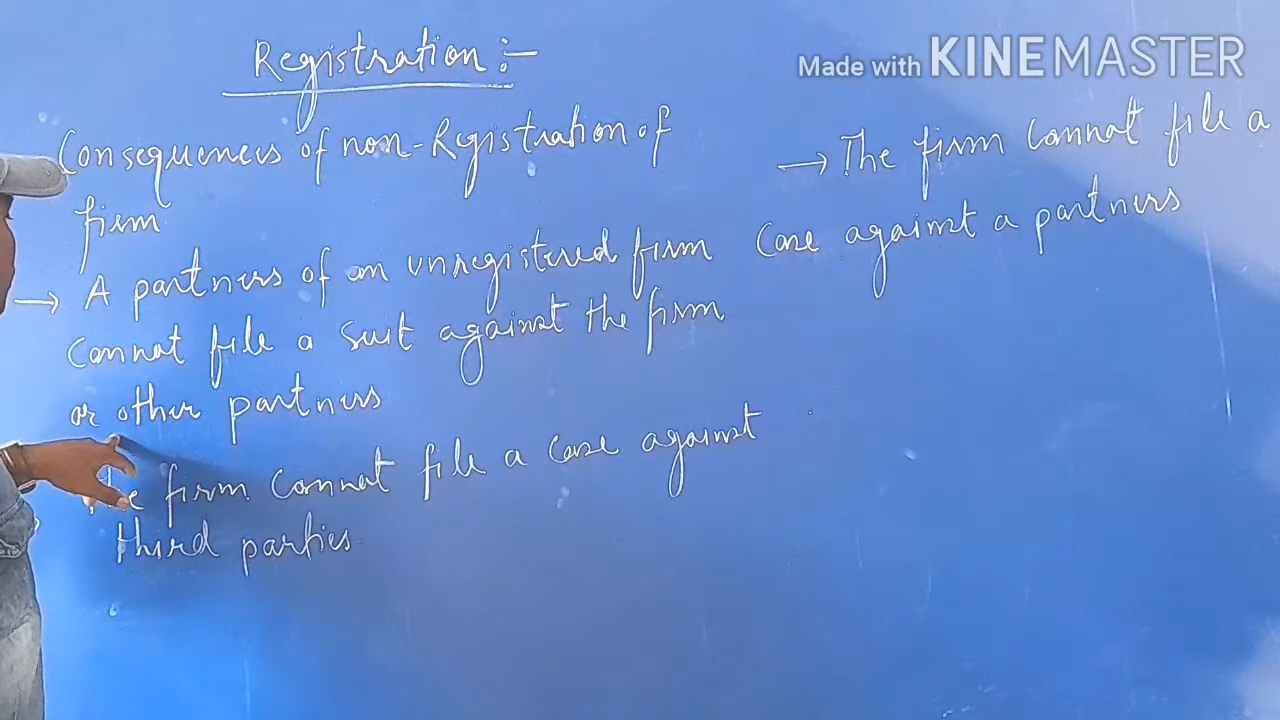 Registration :-
Made with KINEMASTER
Consequences of non-Registration of
firm
→ A partners of an unregistered firm
cannot file a suit against the firm
or other partners
firm cannot file a case against
third parties
→ The firm cannot file a
case against a partners